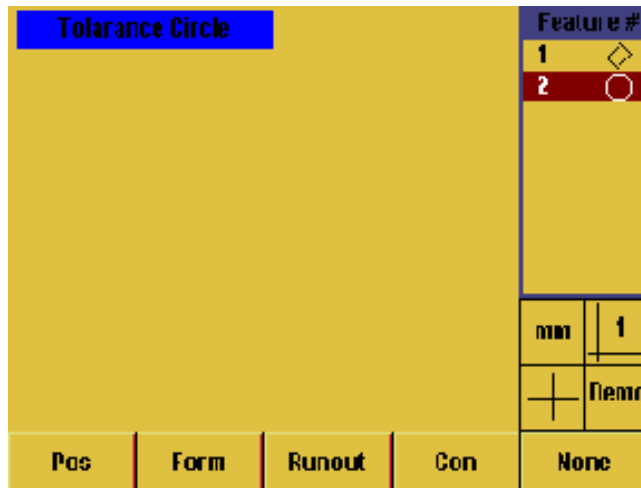 Tolarance Circle
Feature #
1
2
mm
1
Demo
Pos
Form
Runout
Con
None